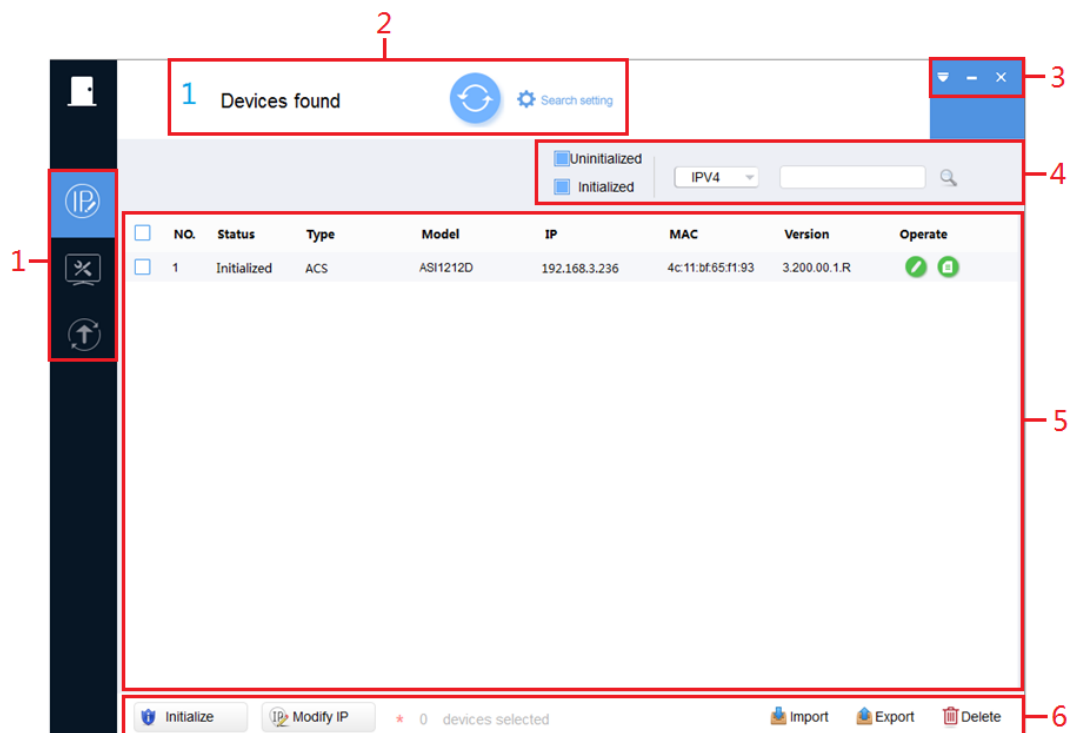 2
1 Devices found Search setting
3
Uninitialized
Initialized
IPV4
4
IP
NO. Status Type Model IP MAC Version Operate
1 Initialized ACS ASI1212D 192.168.3.236 4c:11:bf:65:f1:93 3.200.00.1.R
1
5
Initialize IP Modify IP * 0 devices selected Import Export Delete
6